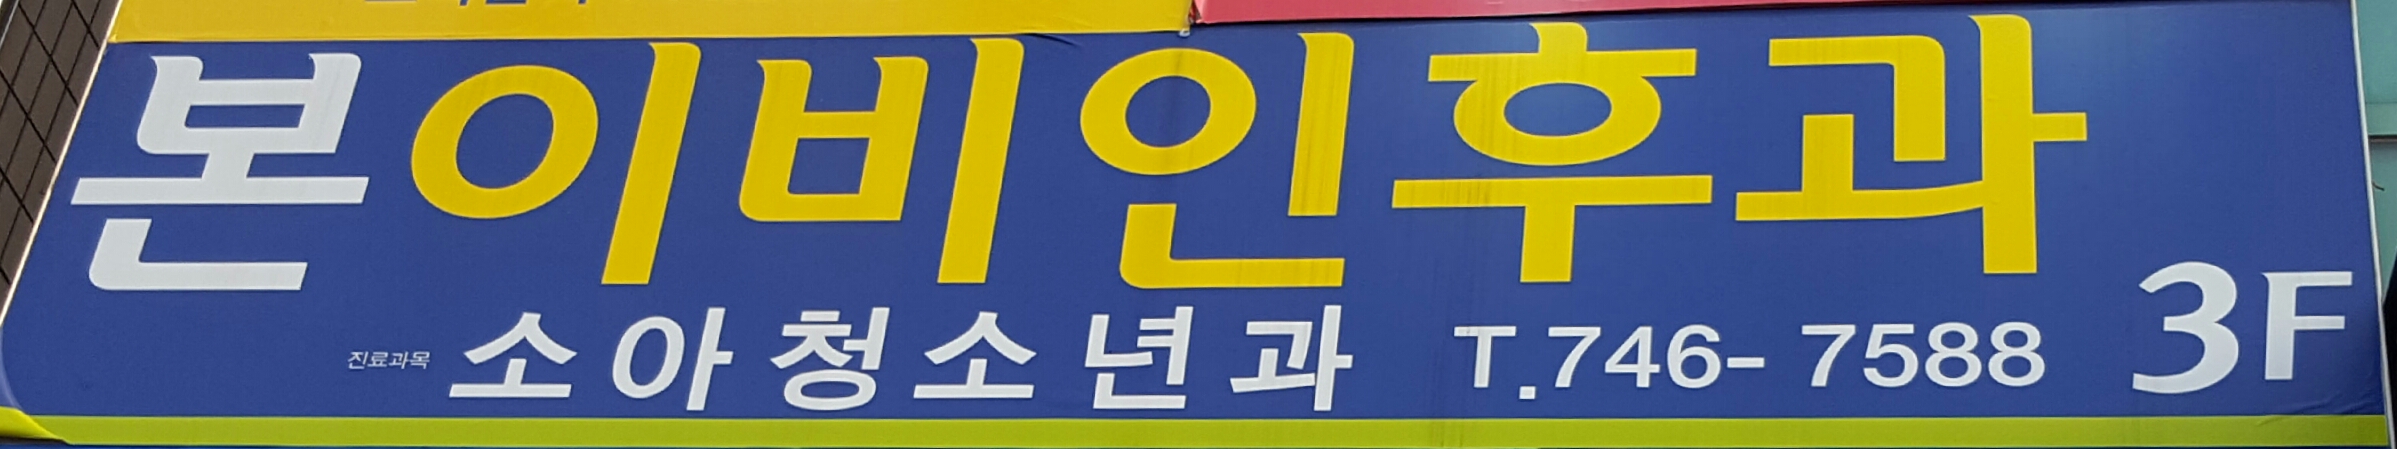 본이비인후과
진료과목 소아청소년과 T.746-7588 3F